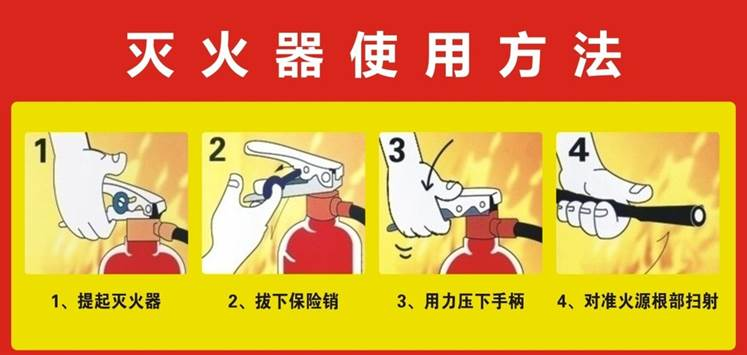 灭火器使用方法
1
2
3
4
1、提起灭火器
2、拔下保险销
3、用力压下手柄
4、对准火源根部扫射